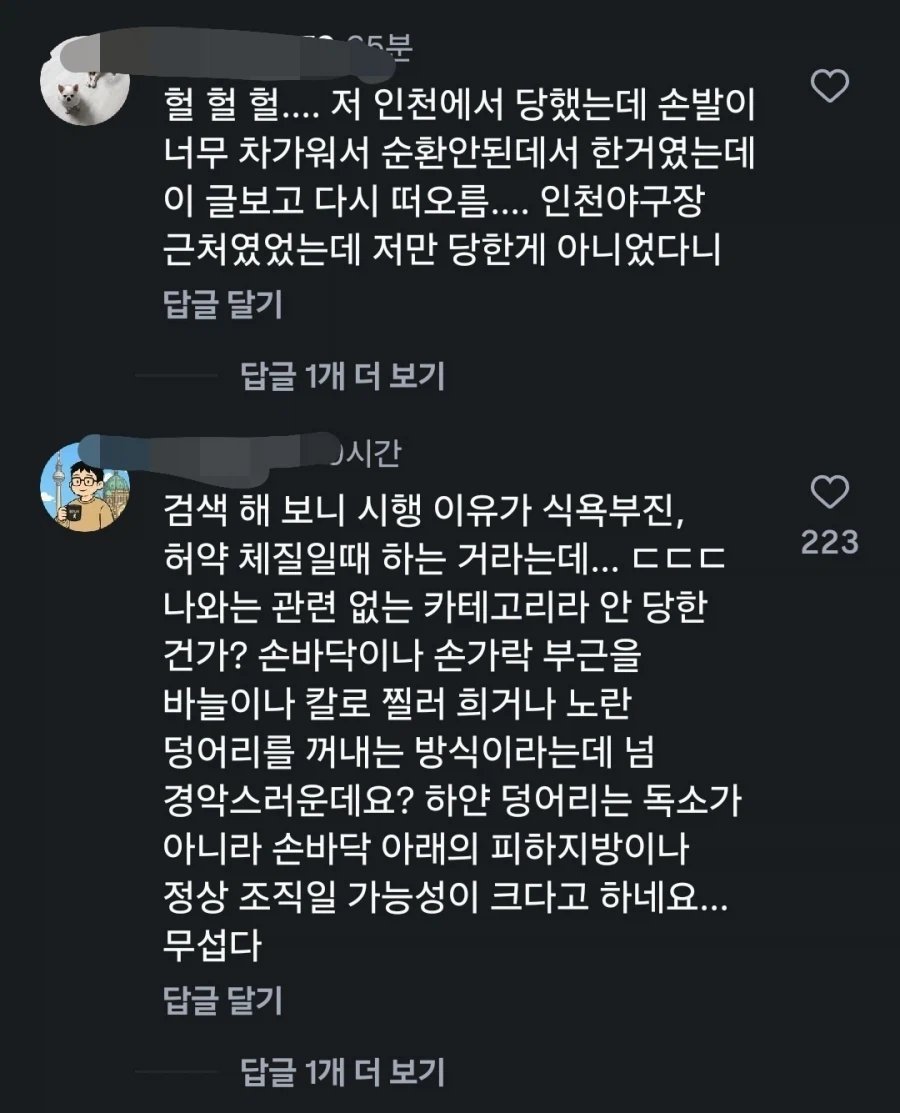 헐 헐 헐.... 저 인천에서 당했는데 손발이
너무 차가워서 순환안된데서 한거였는데
이 글보고 다시 떠오름.... 인천야구장
근처였었는데 저만 당한게 아니었다니
답글 달기
답글 1개 더 보기
시간
검색 해 보니 시행 이유가 식욕부진,
허약 체질일때 하는 거라는데... ㄷㄷㄷ
나와는 관련 없는 카테고리라 안 당한
건가? 손바닥이나 손가락 부근을
바늘이나 칼로 찔러 희거나 노란
덩어리를 꺼내는 방식이라는데 넘
경악스러운데요? 하얀 덩어리는 독소가
아니라 손바닥 아래의 피하지방이나
정상 조직일 가능성이 크다고 하네요...
무섭다
223
답글 달기
답글 1개 더 보기